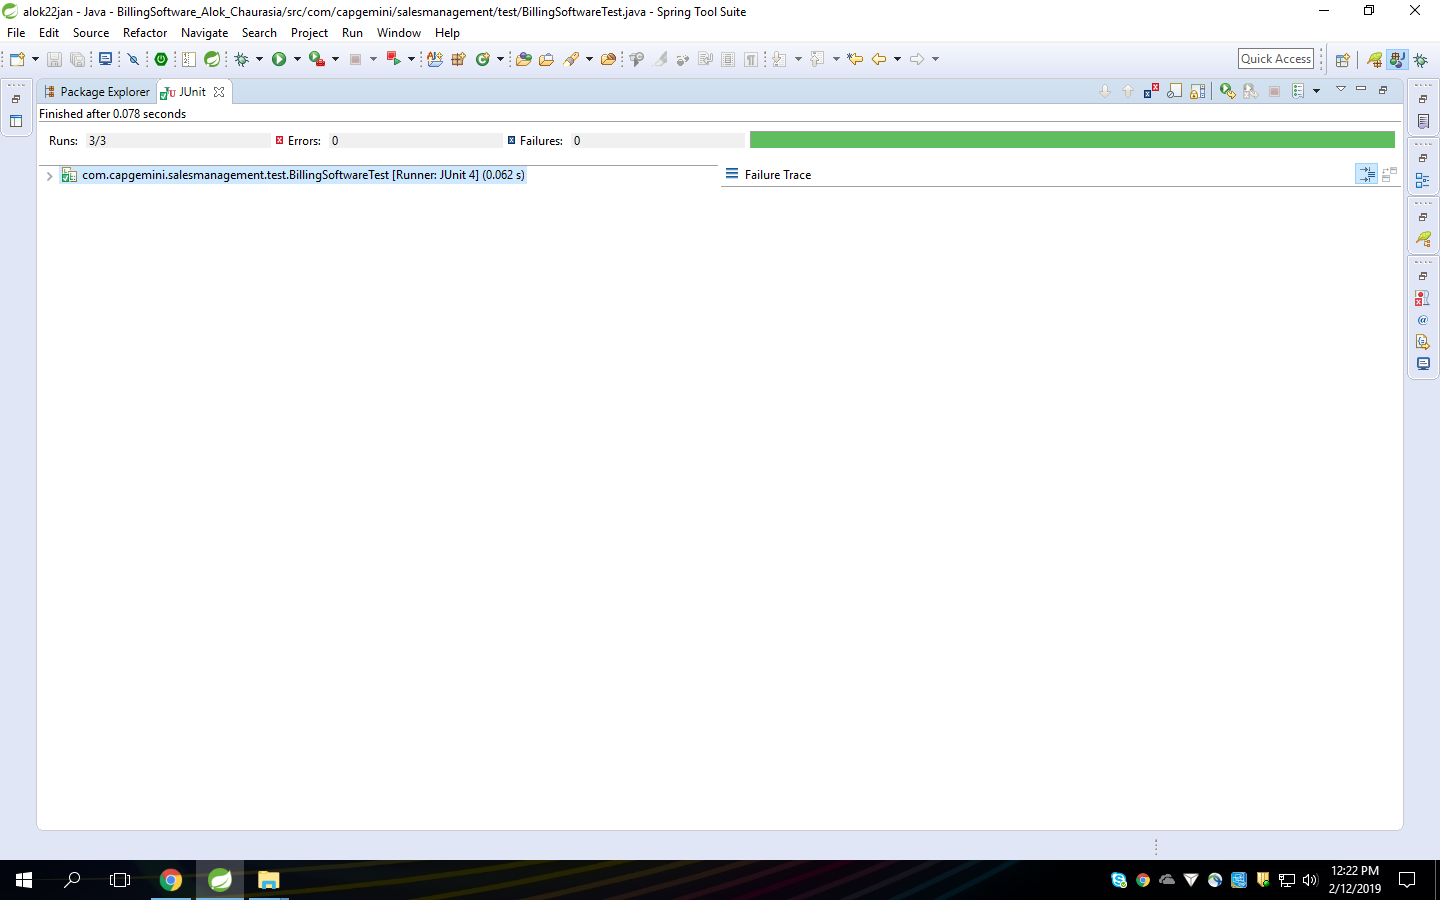 alok22jan - Java - BillingSoftware_Alok_Chaurasia/src/com/capgemini/salesmanagement/test/BillingSoftwareTest.java - Spring Tool Suite
File Edit Source Refactor Navigate Search Project Run Window Help
Quick Access
Package Explorer JUnit
Finished after 0.078 seconds
Runs: 3/3 Errors: 0 Failures: 0
com.capgemini.salesmanagement.test.BillingSoftwareTest [Runner: JUnit 4] (0.062 s)
Failure Trace
12:22 PM
2/12/2019